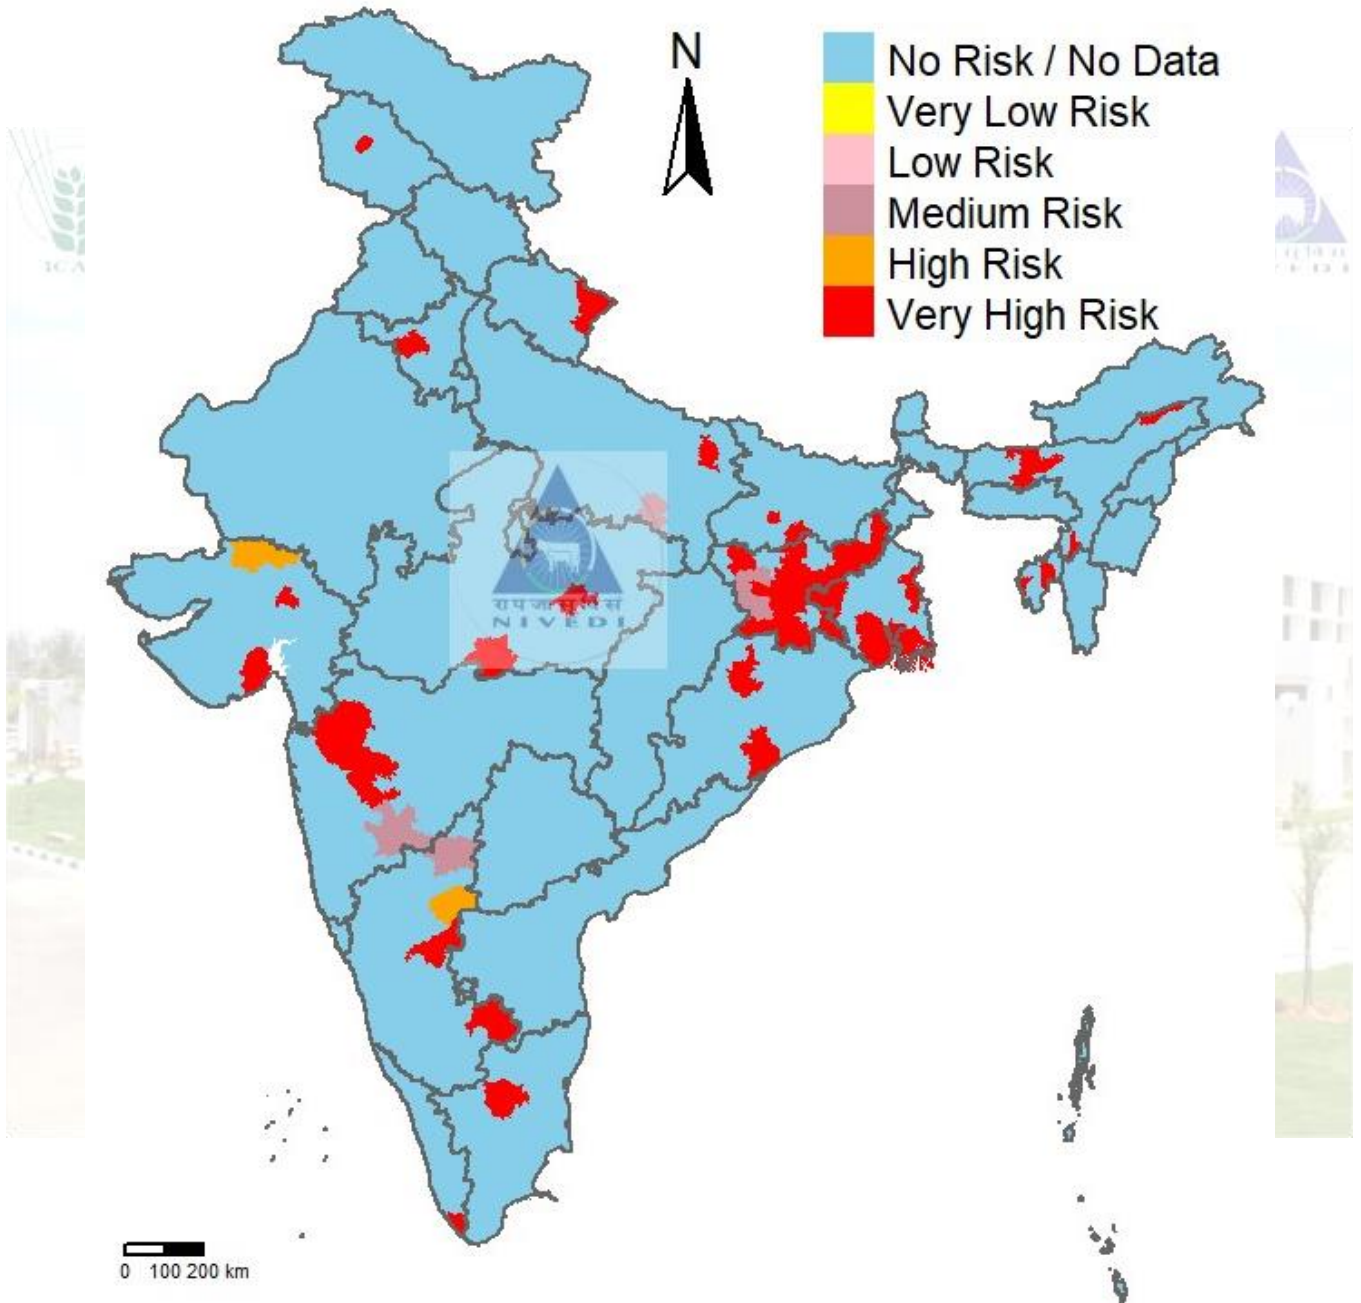 N
No Risk / No Data
Very Low Risk
Low Risk
Medium Risk
High Risk
Very High Risk
NIVEDI
0 100 200 km